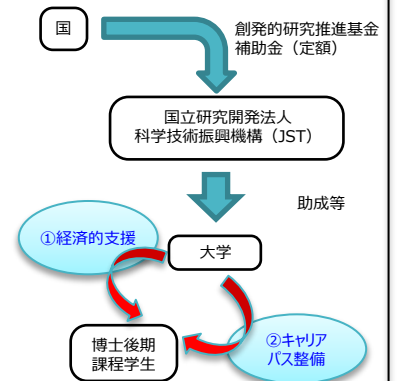 国
創発的研究推進基金
補助金（定額）
国立研究開発法人
科学技術振興機構（JST）
助成等
①経済的支援
大学
博士後期
課程学生
②キャリア
パス整備